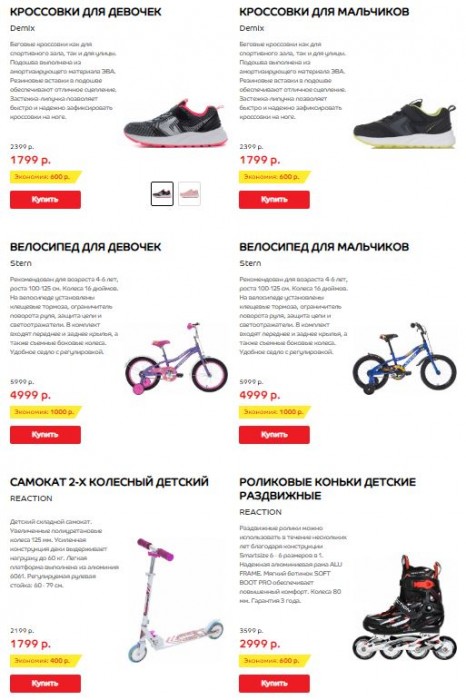 КРОССОВКИ ДЛЯ ДЕВОЧЕК
Demix
Беговые кроссовки как для
спортивного зала, так и для улицы.
Подошва выполнена из
амортизирующего материала ЭВА.
Резиновые вставки в подошве
обеспечивают отличное сцепление.
Застежка-липучка позволяет
быстро и надежно зафиксировать
кроссовки на ноге.
2399 р.
1799 р.
Экономия: 600 р.
Купить
КРОССОВКИ ДЛЯ МАЛЬЧИКОВ
Demix
Беговые кроссовки как для
спортивного зала, так и для улицы.
Подошва выполнена из
амортизирующего материала ЭВА.
Резиновые вставки в подошве
обеспечивают отличное сцепление.
Застежка-липучка позволяет
быстро и надежно зафиксировать
кроссовки на ноге.
2399 р.
1799 р.
Экономия: 600 р.
Купить
ВЕЛОСИПЕД ДЛЯ ДЕВОЧЕК
Stern
Рекомендован для возраста 4-6 лет,
роста 100-125 см. Колеса 16 дюймов.
На велосипеде установлены
клещевые тормоза, ограничитель
поворота руля, защита цепи и
светоотражатели. В комплект
входят передние и заднее крылья, а
также съемные боковые колеса.
Удобное седло с регулировкой.
5999 р.
4999 р.
Экономия: 1000 р.
Купить
ВЕЛОСИПЕД ДЛЯ МАЛЬЧИКОВ
Stern
Рекомендован для возраста 4-6 лет,
роста 100-125 см. Колеса 16 дюймов.
На велосипеде установлены
клещевые тормоза, ограничитель
поворота руля, защита цепи и
светоотражатели. В комплект
входят переднее и заднее крылья, а
также съемные боковые колеса.
Удобное седло с регулировкой.
5999 р.
4999 р.
Экономия: 1000 р.
Купить
САМОКАТ 2-Х КОЛЕСНЫЙ ДЕТСКИЙ
REACTION
Детский складной самокат.
Увеличенные полиуретановые
колеса 125 мм. Усиленная
конструкция деки выдерживает
нагрузку до 60 кг. Легкая
платформа выполнена из алюминия
6061. Регулируемая рулевая
стойка: 60 - 79 см.
2199 р.
1799 р.
Экономия: 400 р.
РОЛИКОВЫЕ КОНЬКИ ДЕТСКИЕ
РАЗДВИЖНЫЕ
REACTION
Раздвижные ролики можно
использовать в течение нескольких
лет благодаря конструкции
Smartsize 6 - 6 размеров в 1.
Надежная алюминиевая рама ALU
FRAME. Мягкий ботинок SOFT
BOOT PRO обеспечивает
повышенный комфорт. Колеса 80
мм. Гарантия 3 года.
3599 р.
2999 р.
Экономия: 600 р.